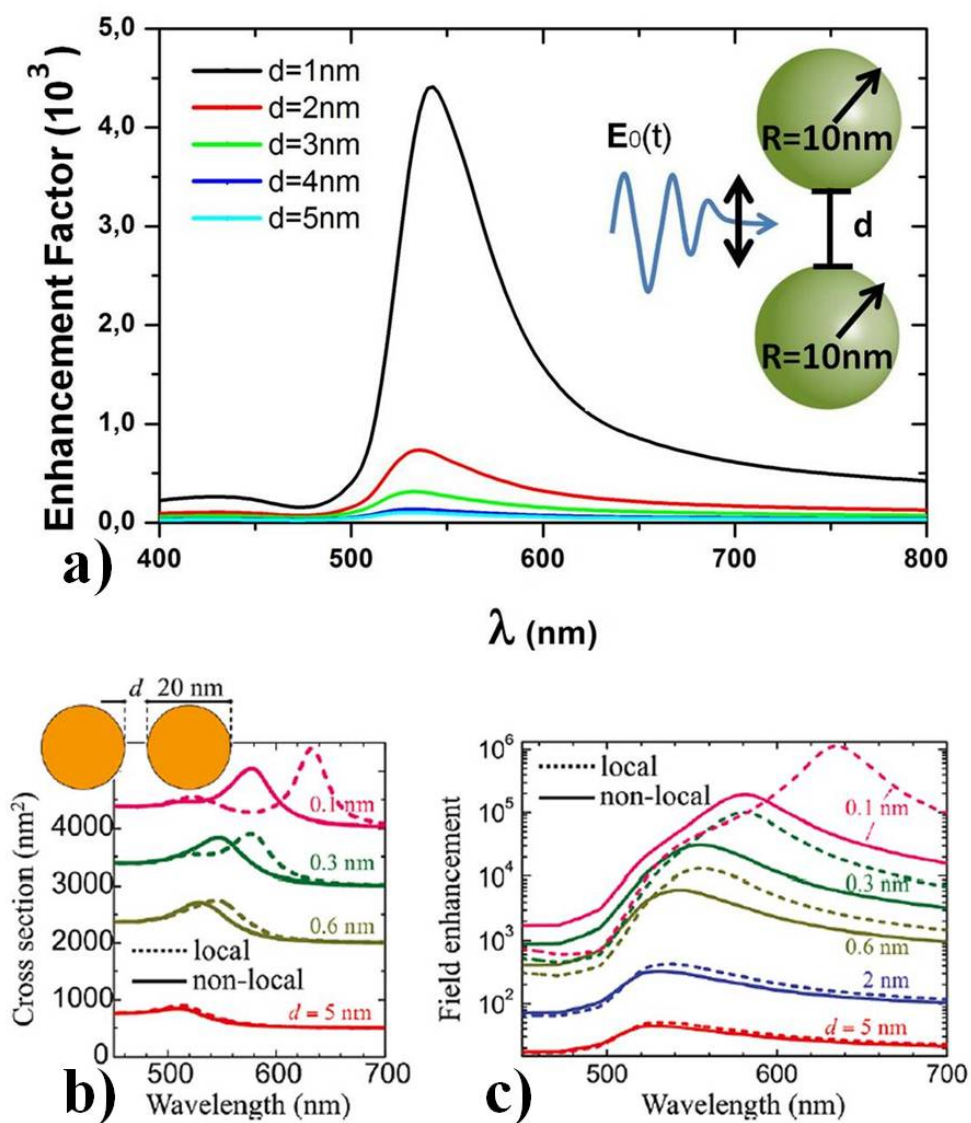 5,0
4,0
3,0
2,0
1,0
0,0
Enhancement Factor (10³)
d=1nm
d=2nm
d=3nm
d=4nm
d=5nm
E₀(t)
R=10nm
d
R=10nm
400 500 600 700 800
a)
λ (nm)
d 20 nm
4000
3000
2000
1000
0
Cross section (nm²)
0.1 nm
0.3 nm
0.6 nm
local
non-local
d = 5 nm
500 600 700
b)
Wavelength (nm)
10⁶
10⁵
10⁴
10³
10²
Field enhancement
local
non-local
0.1 nm
0.3 nm
0.6 nm
2 nm
d = 5 nm
500 600 700
c)
Wavelength (nm)